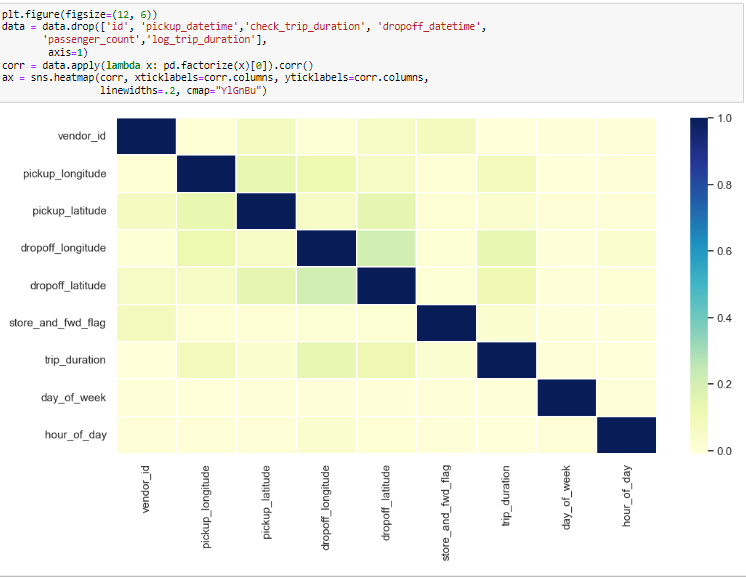 plt.figure(figsize=(12, 6))
data = data.drop(['id', 'pickup_datetime','check_trip_duration', 'dropoff_datetime',
'passenger_count','log_trip_duration'],
axis=1)
corr = data.apply(lambda x: pd.factorize(x)[0]).corr()
ax = sns.heatmap(corr, xticklabels=corr.columns, yticklabels=corr.columns,
linewidths=.2, cmap="YlGnBu")
vendor_id
pickup_longitude
pickup_latitude
dropoff_longitude
dropoff_latitude
store_and_fwd_flag
trip_duration
day_of_week
hour_of_day
vendor_id
pickup_longitude
pickup_latitude
dropoff_longitude
dropoff_latitude
store_and_fwd_flag
trip_duration
day_of_week
hour_of_day
1.0
0.8
0.6
0.4
0.2
0.0